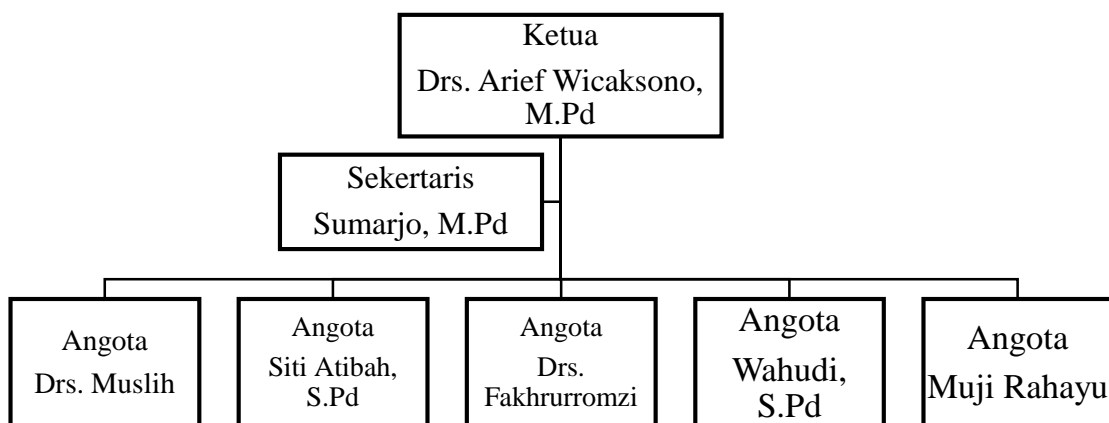 Ketua
Drs. Arief Wicaksono,
M.Pd
Sekertaris
Sumarjo, M.Pd
Angota
Drs. Muslih
Angota
Siti Atibah,
S.Pd
Angota
Drs.
Fakhrurromzi
Angota
Wahudi,
S.Pd
Angota
Muji Rahayu